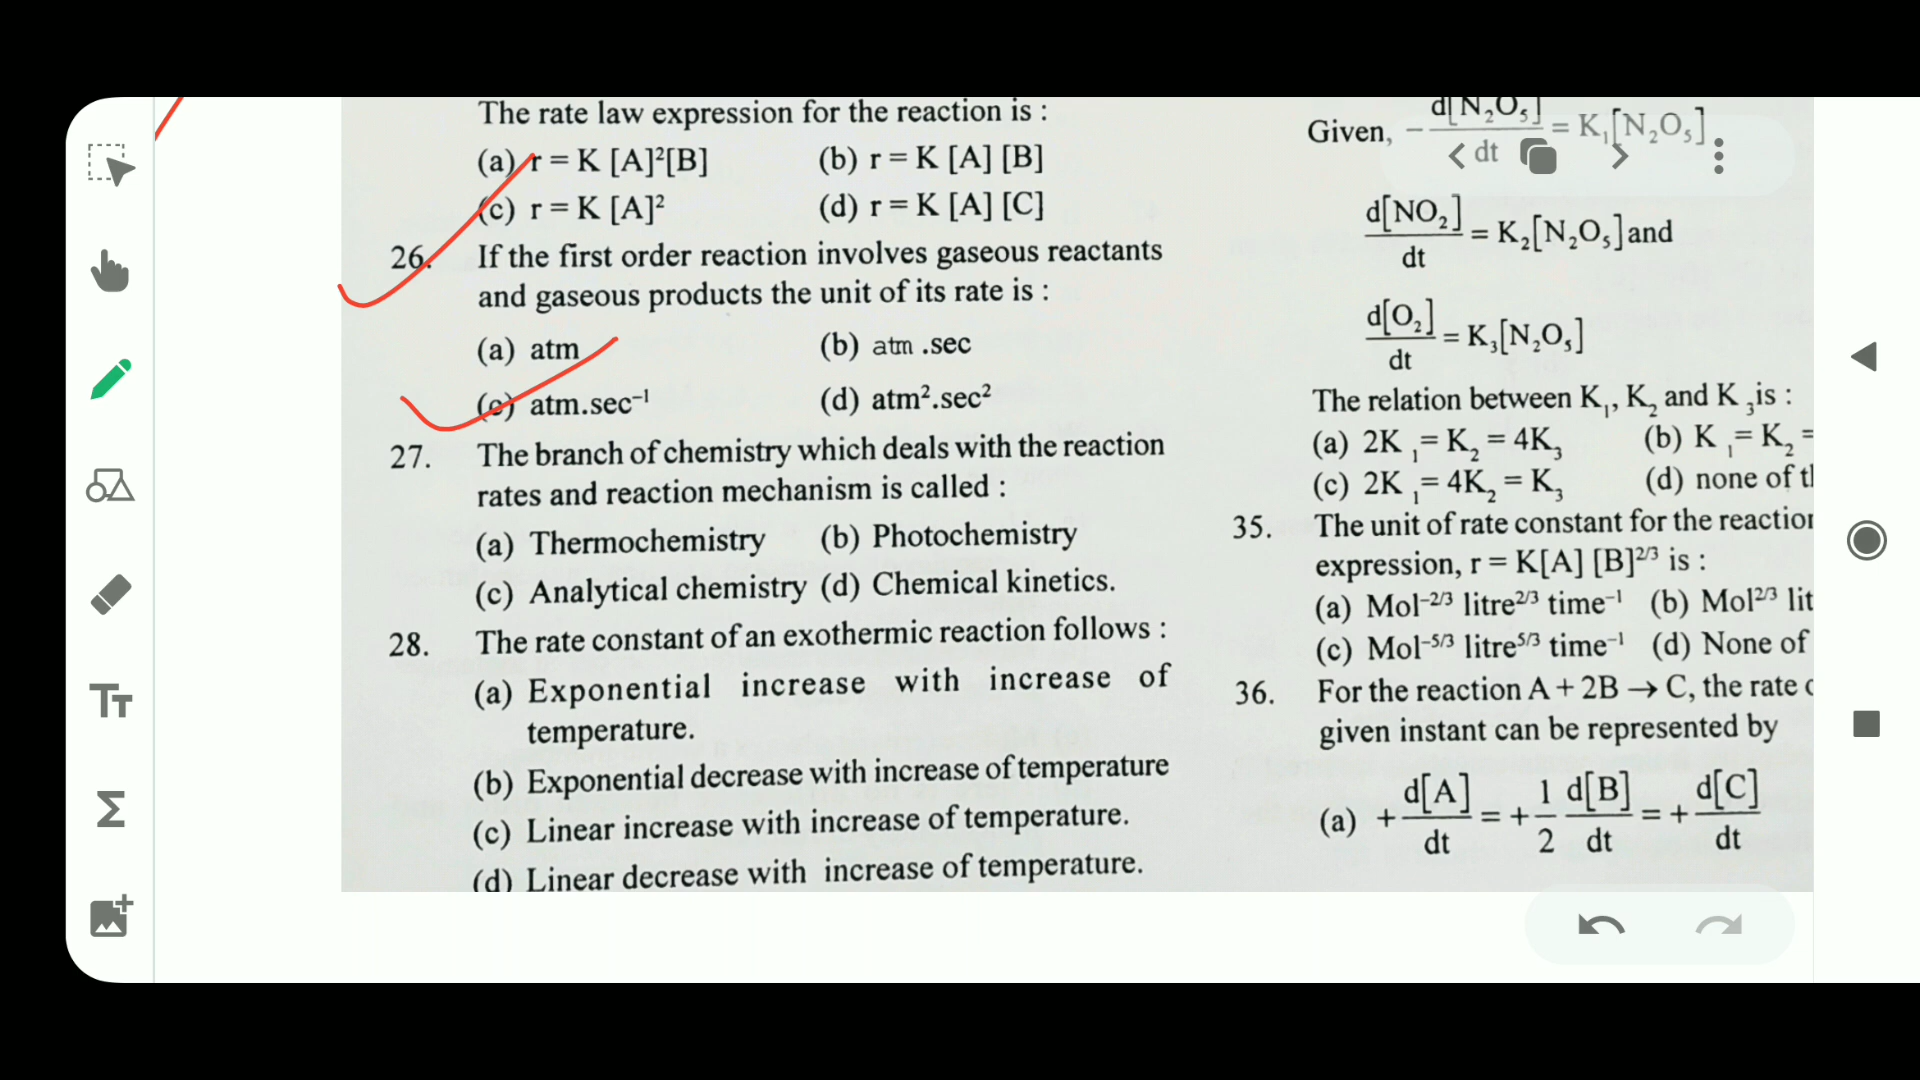 The rate law expression for the reaction is :
(a) r = K [A]²[B] (b) r = K [A] [B]
(c) r = K [A]² (d) r = K [A] [C]
26. If the first order reaction involves gaseous reactants
and gaseous products the unit of its rate is :
(a) atm (b) atm .sec
(c) atm.sec⁻¹ (d) atm².sec²
27. The branch of chemistry which deals with the reaction
rates and reaction mechanism is called :
(a) Thermochemistry (b) Photochemistry
(c) Analytical chemistry (d) Chemical kinetics.
28. The rate constant of an exothermic reaction follows :
(a) Exponential increase with increase of
temperature.
(b) Exponential decrease with increase of temperature
(c) Linear increase with increase of temperature.
(d) Linear decrease with increase of temperature.
Given, − d[N₂O₅] / dt = K₁[N₂O₅]
d[NO₂] / dt = K₂[N₂O₅] and
d[O₂] / dt = K₃[N₂O₅]
The relation between K₁, K₂ and K ₃ is :
(a) 2K ₁ = K₂ = 4K₃ (b) K ₁ = K₂ =
(c) 2K ₁ = 4K₂ = K₃ (d) none of
35. The unit of rate constant for the
expression, r = K[A] [B]²ᐟ³ is :
(a) Mol⁻²ᐟ³ litre²ᐟ³ time⁻¹ (b) Mol²ᐟ³ lit
(c) Mol⁻⁵ᐟ³ litre⁵ᐟ³ time⁻¹ (d) None of
36. For the reaction A + 2B → C, the rate
given instant can be represented by
(a) + d[A] / dt = + 1/2 d[B] / dt = + d[C] / dt
Tт
Σ